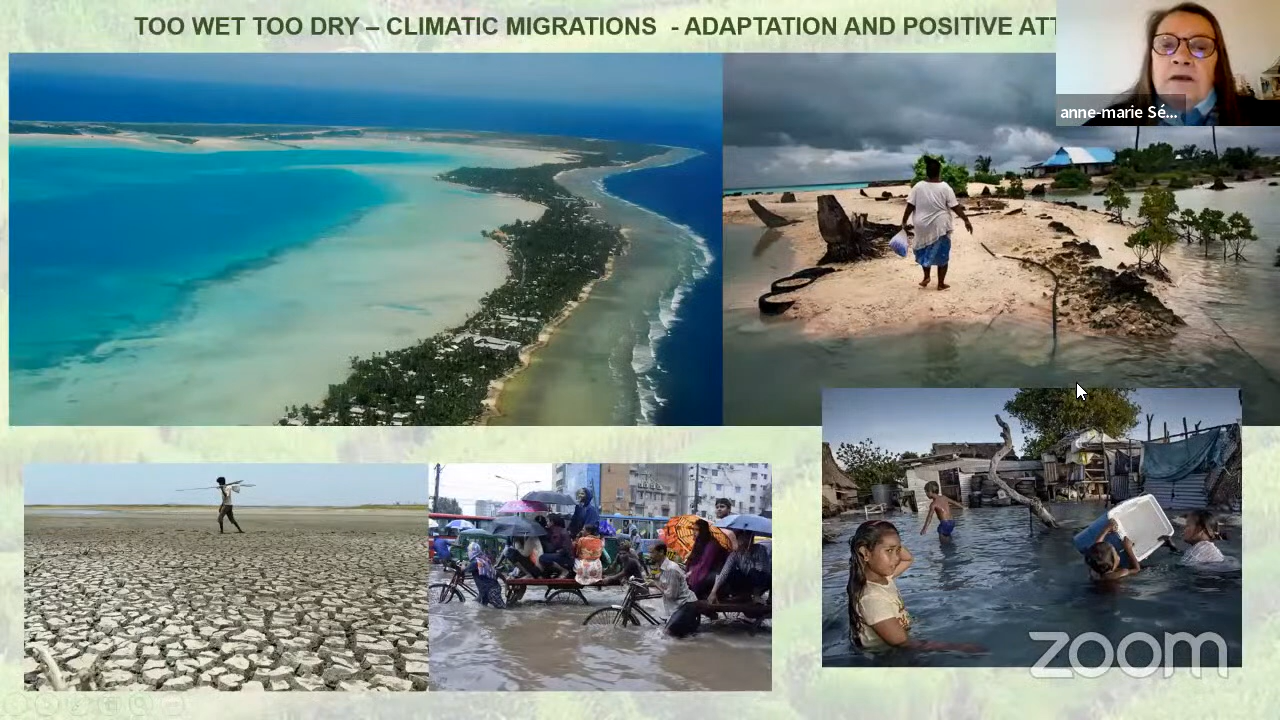 TOO WET TOO DRY – CLIMATIC MIGRATIONS - ADAPTATION AND POSITIVE ATT
anne-marie Sé...
zoom